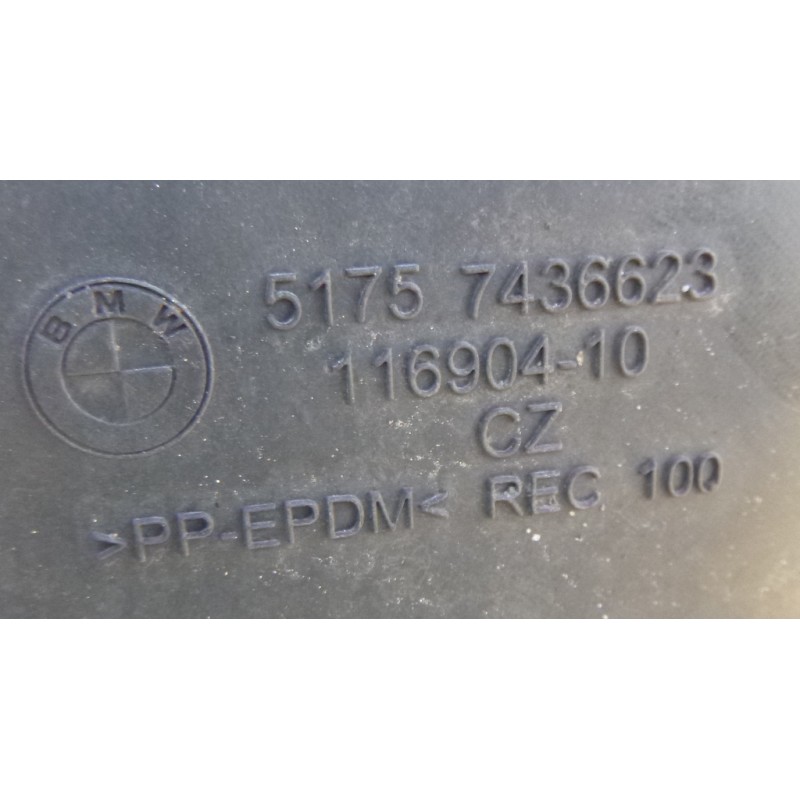 BMW
5175 7436623
116904-10
CZ
>PP-EPDM< REC 100